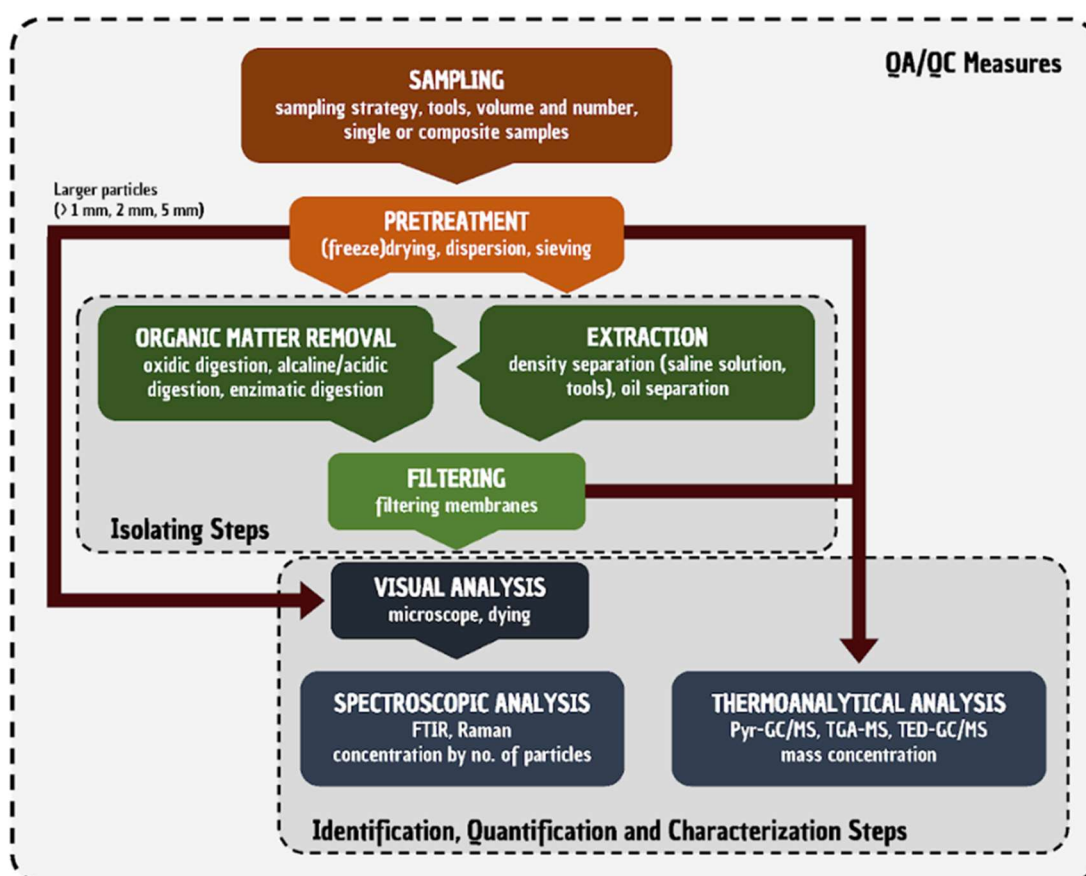 QA/QC Measures
SAMPLING
sampling strategy, tools, volume and number,
single or composite samples
Larger particles
(> 1 mm, 2 mm, 5 mm)
PRETREATMENT
(freeze)drying, dispersion, sieving
ORGANIC MATTER REMOVAL
oxidic digestion, alcaline/acidic
digestion, enzimatic digestion
EXTRACTION
density separation (saline solution,
tools), oil separation
FILTERING
filtering membranes
Isolating Steps
VISUAL ANALYSIS
microscope, dying
SPECTROSCOPIC ANALYSIS
FTIR, Raman
concentration by no. of particles
THERMOANALYTICAL ANALYSIS
Pyr-GC/MS, TGA-MS, TED-GC/MS
mass concentration
Identification, Quantification and Characterization Steps